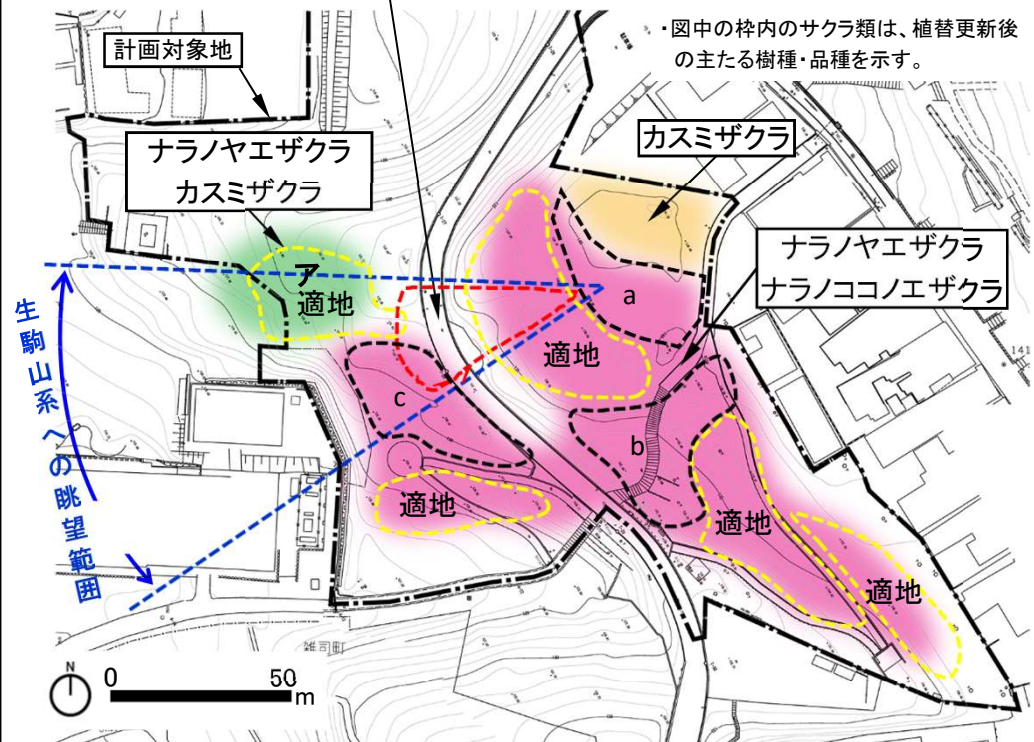 ・図中の枠内のサクラ類は、植替更新後
の主たる樹種・品種を示す。
計画対象地
ナラノヤエザクラ
カスミザクラ
カスミザクラ
ナラノヤエザクラ
ナラノココノエザクラ
ア
適地
a
適地
c
b
適地
適地
適地
生駒山系への眺望範囲
雑司町
141
N
0 50
m